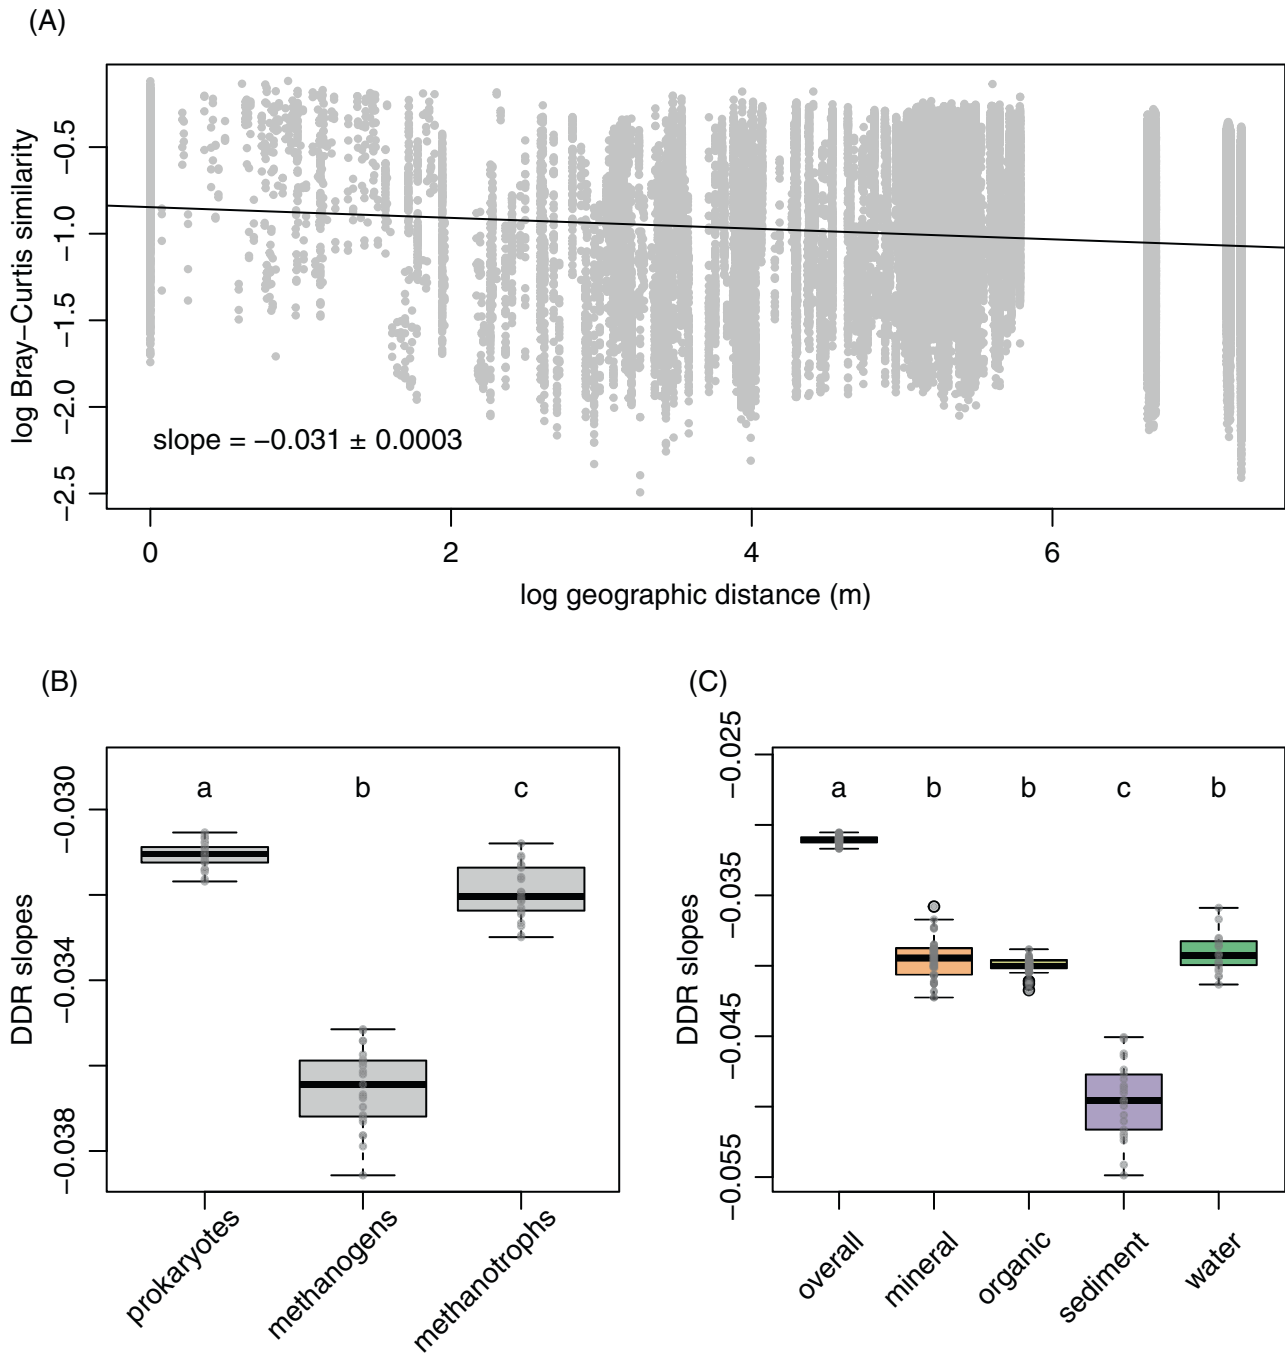 (A)
log Bray−Curtis similarity
−0.5
−1.0
−1.5
−2.0
−2.5
slope = −0.031 ± 0.0003
0 2 4 6
log geographic distance (m)
(B)
DDR slopes
−0.030
−0.034
−0.038
a b c
prokaryotes
methanogens
methanotrophs
(C)
DDR slopes
−0.025
−0.035
−0.045
−0.055
a b b c b
overall
mineral
organic
sediment
water